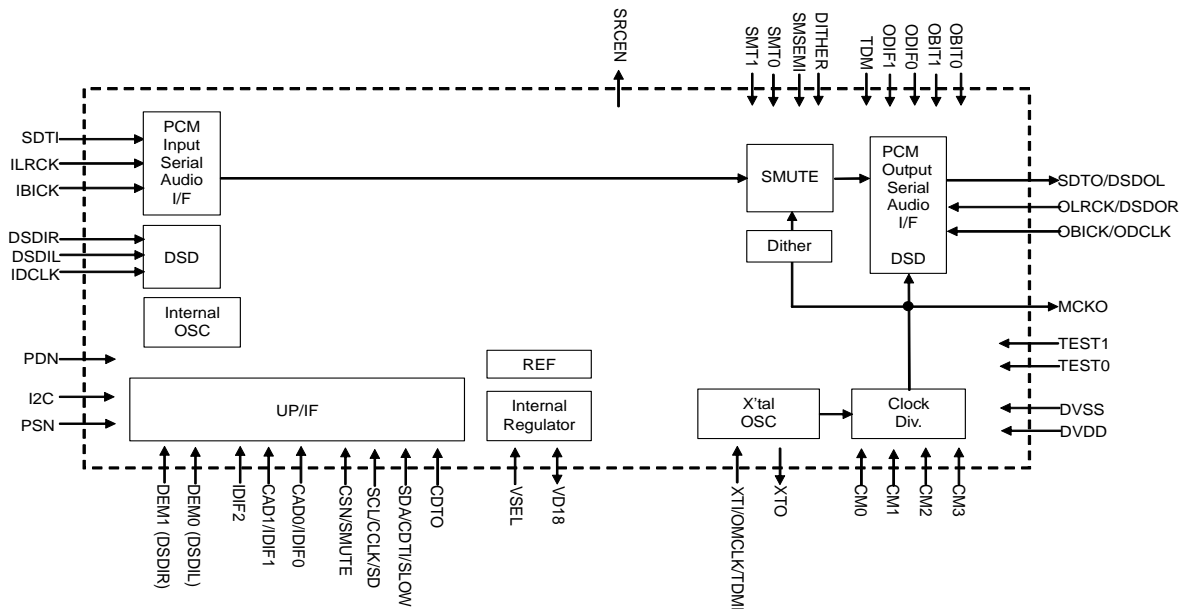 SRCEN
SMT1
SMT0
SMSEMI
DITHER
TDM
ODIF1
ODIF0
OBIT1
OBIT0
SDTI
ILRCK
IBICK
PCM
Input
Serial
Audio
I/F
SMUTE
PCM
Output
Serial
Audio
I/F
DSD
SDTO/DSDOL
OLRCK/DSDOR
OBICK/ODCLK
DSDIR
DSDIL
IDCLK
DSD
Dither
Internal
OSC
MCKO
PDN
I2C
PSN
UP/IF
REF
Internal
Regulator
X'tal
OSC
Clock
Div.
TEST1
TEST0
DVSS
DVDD
DEM1 (DSDIR)
DEM0 (DSDIL)
IDIF2
CAD1/IDIF1
CAD0/IDIF0
CSN/SMUTE
SCL/CCLK/SD
SDA/CDTI/SLOW
CDTO
VSEL
VD18
XTI/OMCLK/TDMI
XTO
CM0
CM1
CM2
CM3